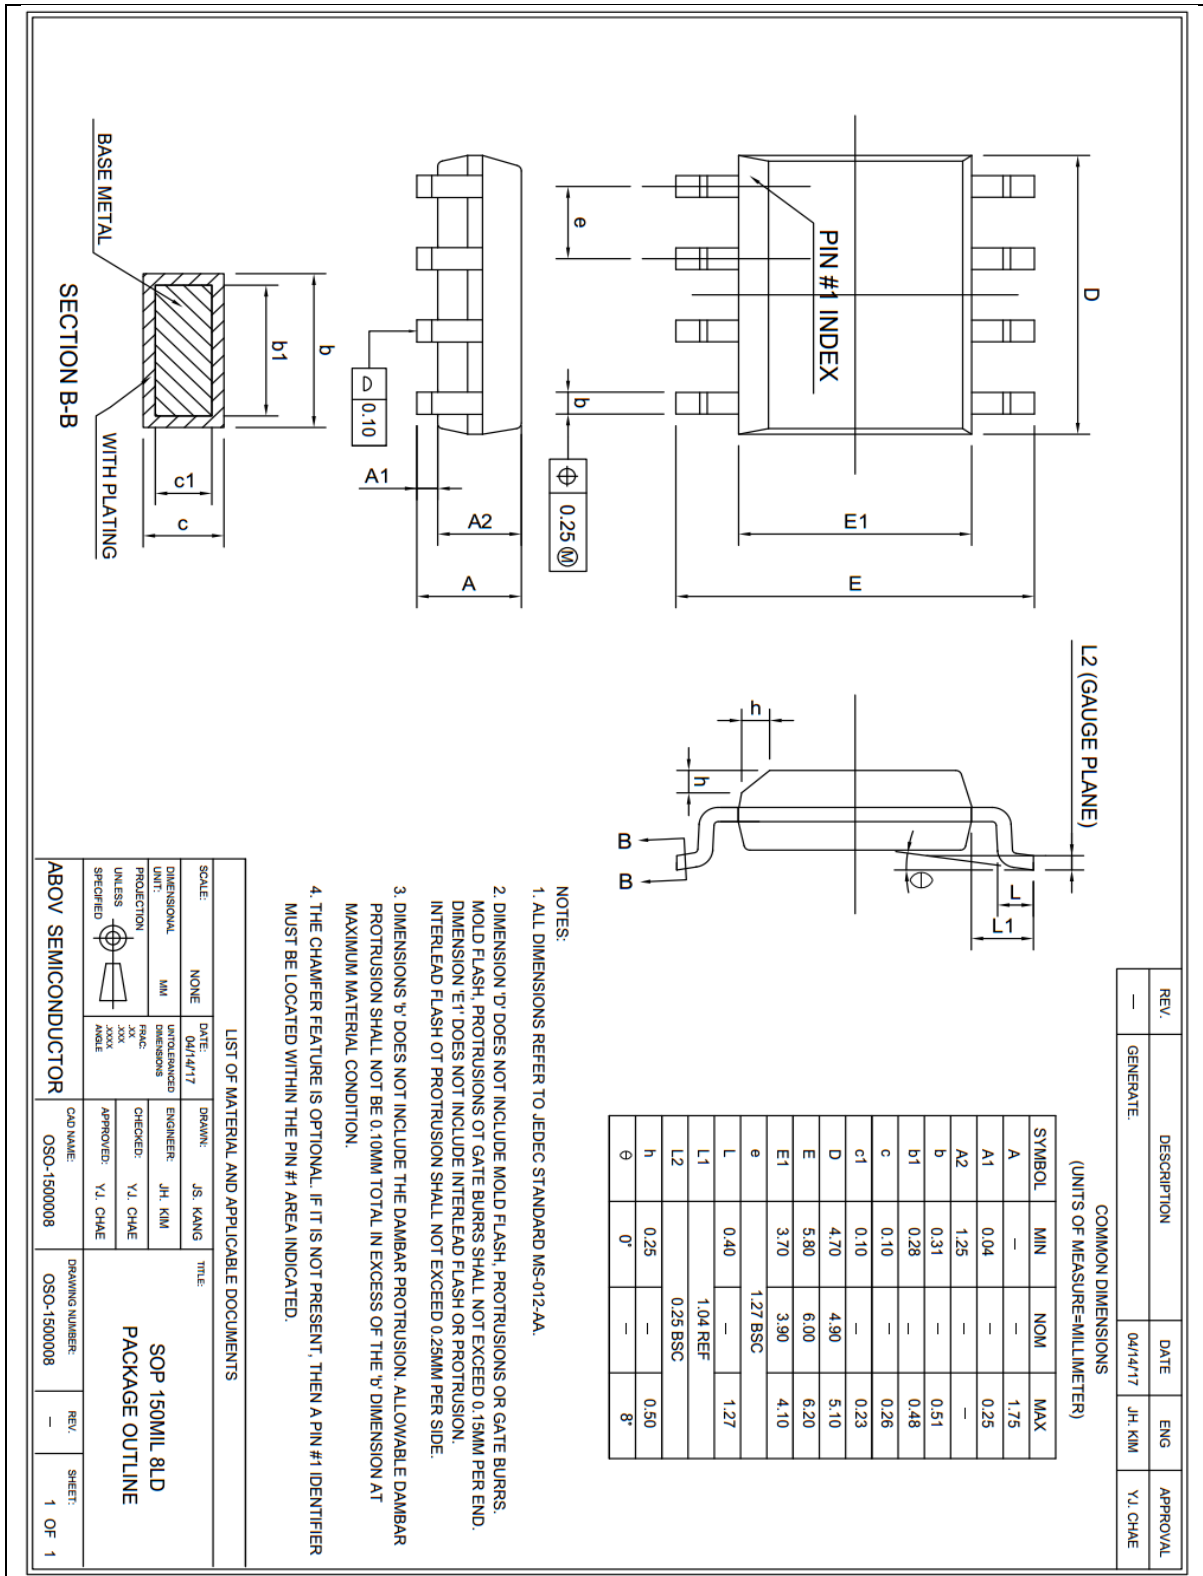 REV. DESCRIPTION DATE ENG APPROVAL
— GENERATE. 04/14/'17 JH. KIM YJ. CHAE
D
PIN #1 INDEX
e
b
⌖ 0.25 Ⓜ
E1
E
L2 (GAUGE PLANE)
h
h
B
B
θ
L
L1
⌓ 0.10
A1
A2
A
BASE METAL
b
b1
c1
c
WITH PLATING
SECTION B-B
COMMON DIMENSIONS
(UNITS OF MEASURE=MILLIMETER)
SYMBOL MIN NOM MAX
A — — 1.75
A1 0.04 — 0.25
A2 1.25 — —
b 0.31 — 0.51
b1 0.28 — 0.48
c 0.10 — 0.26
c1 0.10 — 0.23
D 4.70 4.90 5.10
E 5.80 6.00 6.20
E1 3.70 3.90 4.10
e 1.27 BSC
L 0.40 — 1.27
L1 1.04 REF
L2 0.25 BSC
h 0.25 — 0.50
θ 0° — 8°
NOTES:
1. ALL DIMENSIONS REFER TO JEDEC STANDARD MS-012-AA.
2. DIMENSION 'D' DOES NOT INCLUDE MOLD FLASH, PROTRUSIONS OR GATE BURRS.
MOLD FLASH, PROTRUSIONS OT GATE BURRS SHALL NOT EXCEED 0.15MM PER END.
DIMENSION 'E1' DOES NOT INCLUDE INTERLEAD FLASH OR PROTRUSION.
INTERLEAD FLASH OT PROTRUSION SHALL NOT EXCEED 0.25MM PER SIDE.
3. DIMENSIONS 'b' DOES NOT INCLUDE THE DAMBAR PROTRUSION. ALLOWABLE DAMBAR
PROTRUSION SHALL NOT BE 0.10MM TOTAL IN EXCESS OF THE 'b' DIMENSION AT
MAXIMUM MATERIAL CONDITION.
4. THE CHAMFER FEATURE IS OPTIONAL. IF IT IS NOT PRESENT, THEN A PIN #1 IDENTIFIER
MUST BE LOCATED WITHIN THE PIN #1 AREA INDICATED.
LIST OF MATERIAL AND APPLICABLE DOCUMENTS
SCALE: NONE
DATE: 04/14/'17
DRAWN: JS. KANG
DIMENSIONAL UNIT: MM
UNTOLERANCED DIMENSIONS
ENGINEER: JH. KIM
PROJECTION
UNLESS
SPECIFIED
FRAC:
.XX
.XXX
.XXXX
ANGLE
CHECKED: YJ. CHAE
APPROVED: YJ. CHAE
TITLE:
SOP 150MIL 8LD
PACKAGE OUTLINE
ABOV SEMICONDUCTOR
CAD NAME: OSO-1500008
DRAWING NUMBER: OSO-1500008
REV. —
SHEET: 1 OF 1